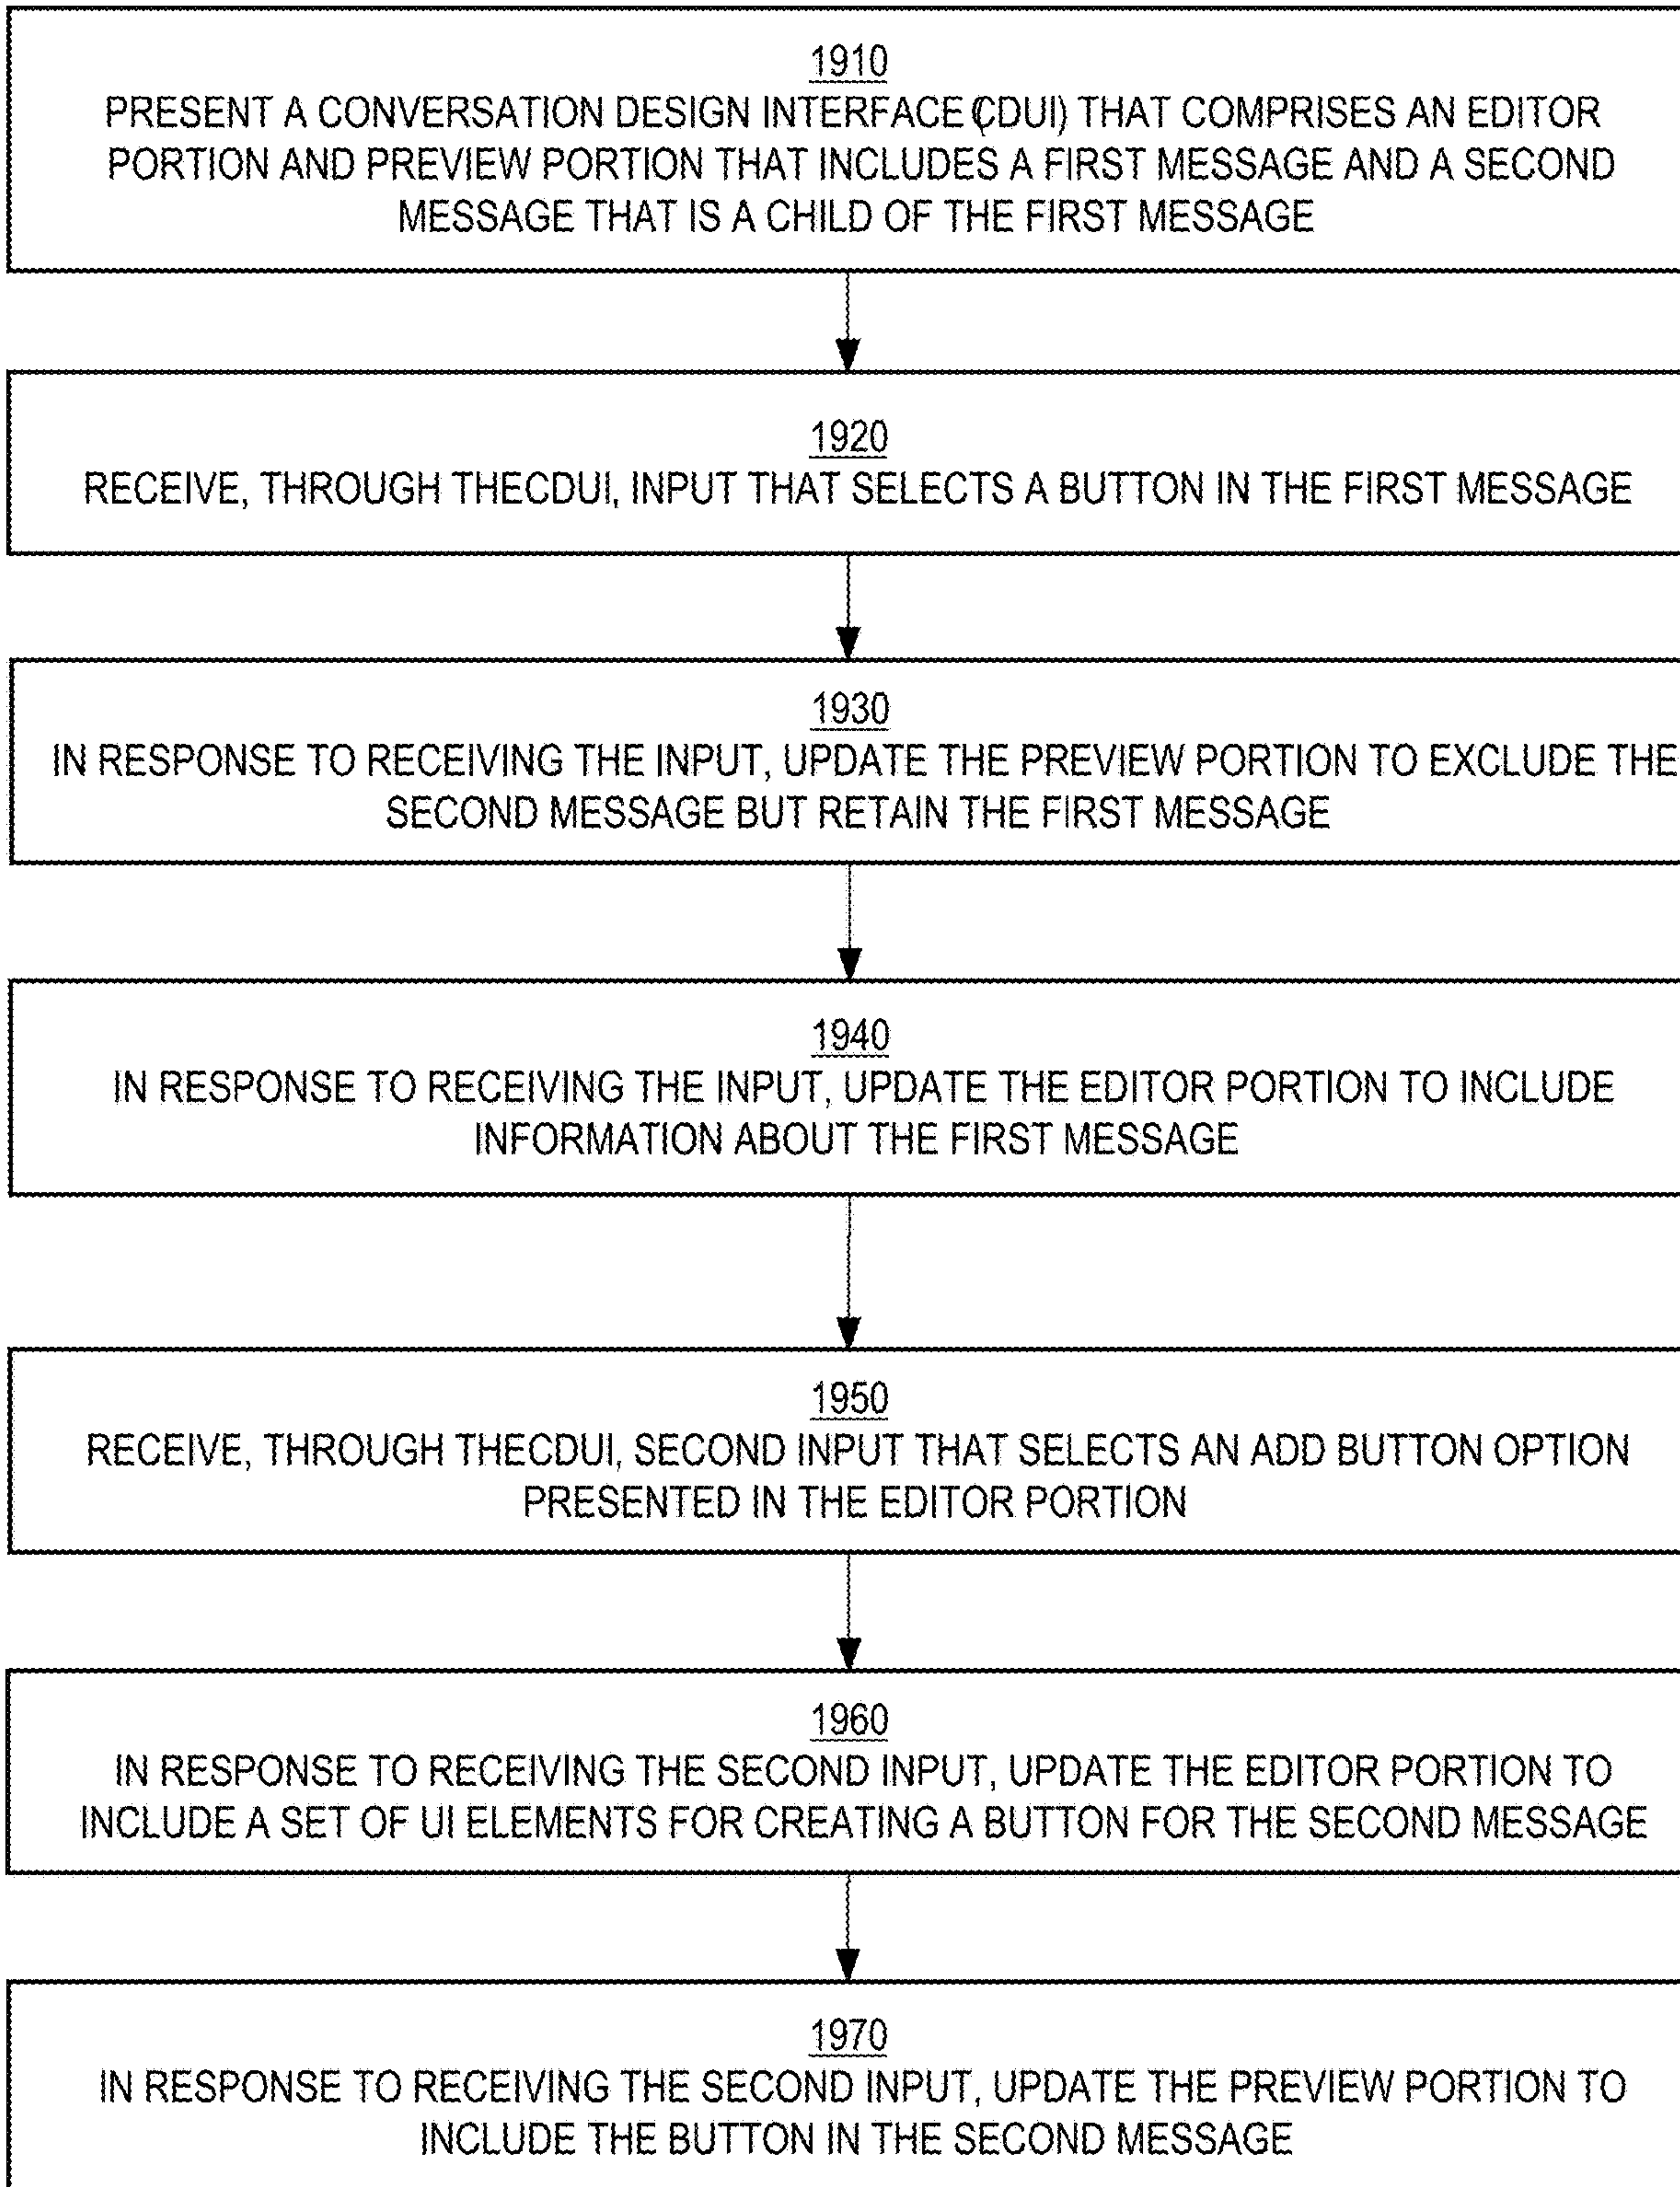 1910
PRESENT A CONVERSATION DESIGN INTERFACE (CDUI) THAT COMPRISES AN EDITOR
PORTION AND PREVIEW PORTION THAT INCLUDES A FIRST MESSAGE AND A SECOND
MESSAGE THAT IS A CHILD OF THE FIRST MESSAGE
1920
RECEIVE, THROUGH THECDUI, INPUT THAT SELECTS A BUTTON IN THE FIRST MESSAGE
1930
IN RESPONSE TO RECEIVING THE INPUT, UPDATE THE PREVIEW PORTION TO EXCLUDE THE
SECOND MESSAGE BUT RETAIN THE FIRST MESSAGE
1940
IN RESPONSE TO RECEIVING THE INPUT, UPDATE THE EDITOR PORTION TO INCLUDE
INFORMATION ABOUT THE FIRST MESSAGE
1950
RECEIVE, THROUGH THECDUI, SECOND INPUT THAT SELECTS AN ADD BUTTON OPTION
PRESENTED IN THE EDITOR PORTION
1960
IN RESPONSE TO RECEIVING THE SECOND INPUT, UPDATE THE EDITOR PORTION TO
INCLUDE A SET OF UI ELEMENTS FOR CREATING A BUTTON FOR THE SECOND MESSAGE
1970
IN RESPONSE TO RECEIVING THE SECOND INPUT, UPDATE THE PREVIEW PORTION TO
INCLUDE THE BUTTON IN THE SECOND MESSAGE